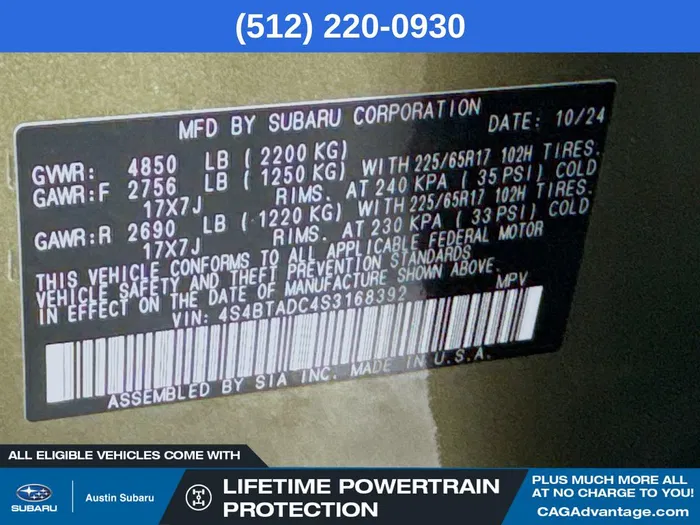 (512) 220-0930
MFD BY SUBARU CORPORATION DATE: 10/24
GVWR: 4850 LB (2200 KG)
GAWR:F 2756 LB (1250 KG) WITH 225/65R17 102H TIRES.
17X7J RIMS. AT 240 KPA (35 PSI) COLD
GAWR:R 2690 LB (1220 KG) WITH 225/65R17 102H TIRES.
17X7J RIMS. AT 230 KPA (33 PSI) COLD
THIS VEHICLE CONFORMS TO ALL APPLICABLE FEDERAL MOTOR
VEHICLE SAFETY AND THEFT PREVENTION STANDARDS
IN EFFECT ON THE DATE OF MANUFACTURE SHOWN ABOVE.
VIN: 4S4BTADC4S3168392 MPV
ASSEMBLED BY SIA INC. MADE IN U.S.A.
ALL ELIGIBLE VEHICLES COME WITH
SUBARU
Austin Subaru
LIFETIME POWERTRAIN
PROTECTION
PLUS MUCH MORE ALL
AT NO CHARGE TO YOU!
CAGAdvantage.com